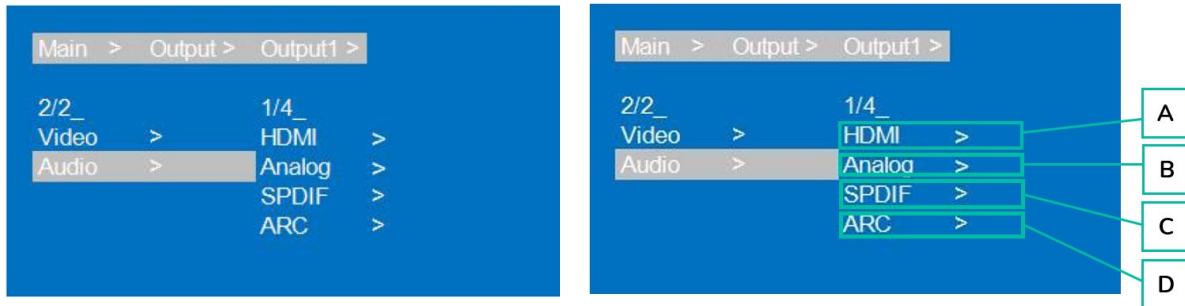 Main > Output > Output1 >
2/2_ 1/4_
Video > HDMI >
Audio > Analog >
SPDIF >
ARC >
Main > Output > Output1 >
2/2_ 1/4_
Video > HDMI >
Audio > Analog >
SPDIF >
ARC >
A
B
C
D